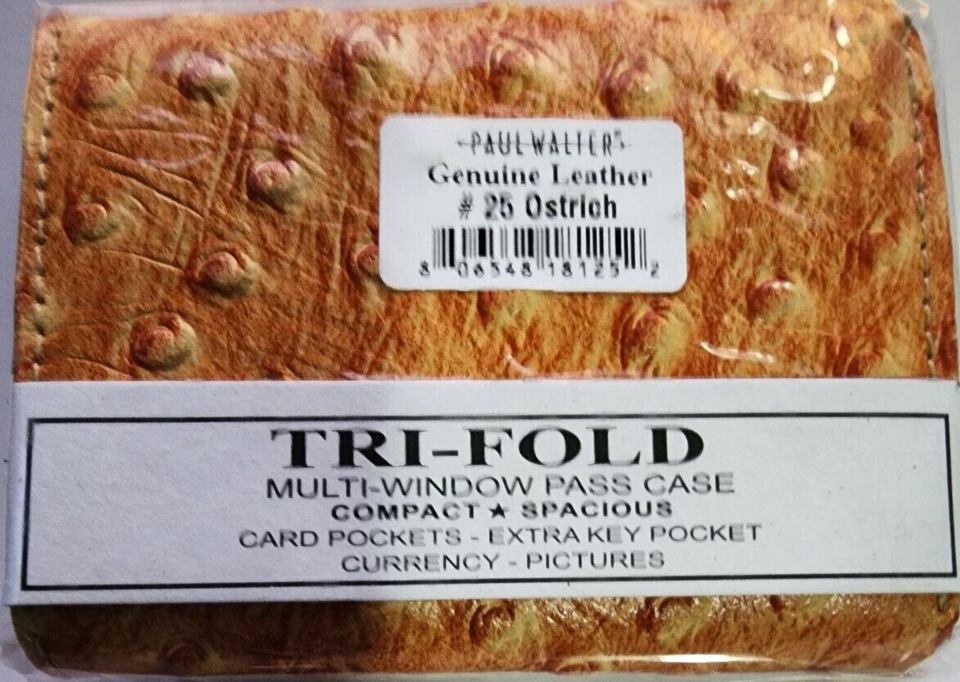 PAUL WALTER®
Genuine Leather
# 25 Ostrich
8 06548 18125 2
TRI-FOLD
MULTI-WINDOW PASS CASE
COMPACT ★ SPACIOUS
CARD POCKETS - EXTRA KEY POCKET
CURRENCY - PICTURES